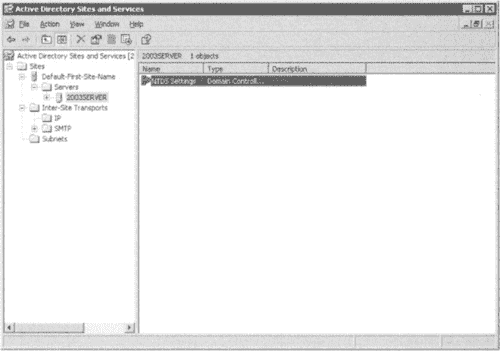 Active Directory Sites and Services
File Action View Window Help
Active Directory Sites and Services [2
Sites
Default-First-Site-Name
Servers
2003SERVER
Inter-Site Transports
IP
SMTP
Subnets
2003SERVER 1 objects
Name Type Description
NTDS Settings Domain Controll...